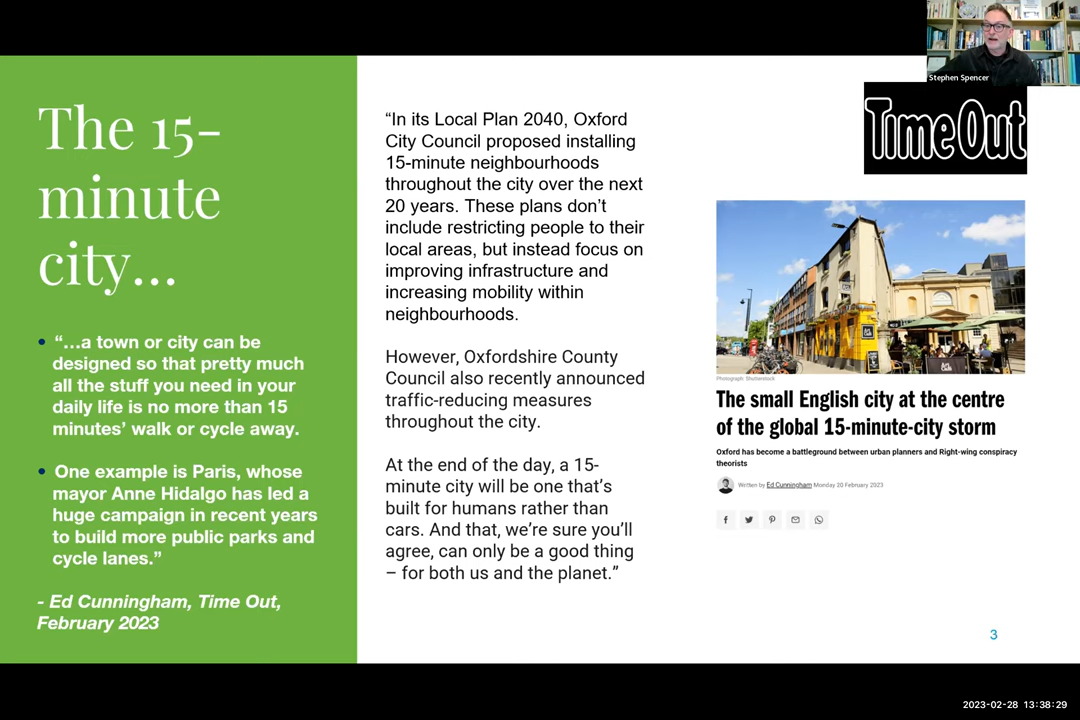 Stephen Spencer
TimeOut
The 15-
minute
city...
• “...a town or city can be
designed so that pretty much
all the stuff you need in your
daily life is no more than 15
minutes’ walk or cycle away.
• One example is Paris, whose
mayor Anne Hidalgo has led a
huge campaign in recent years
to build more public parks and
cycle lanes.”
- Ed Cunningham, Time Out,
February 2023
“In its Local Plan 2040, Oxford
City Council proposed installing
15-minute neighbourhoods
throughout the city over the next
20 years. These plans don’t
include restricting people to their
local areas, but instead focus on
improving infrastructure and
increasing mobility within
neighbourhoods.
However, Oxfordshire County
Council also recently announced
traffic-reducing measures
throughout the city.
At the end of the day, a 15-
minute city will be one that’s
built for humans rather than
cars. And that, we’re sure you’ll
agree, can only be a good thing
– for both us and the planet.”
Photograph: Shutterstock
The small English city at the centre
of the global 15-minute-city storm
Oxford has become a battleground between urban planners and Right-wing conspiracy
theorists
Written by Ed Cunningham Monday 20 February 2023
3
2023-02-28 13:38:29